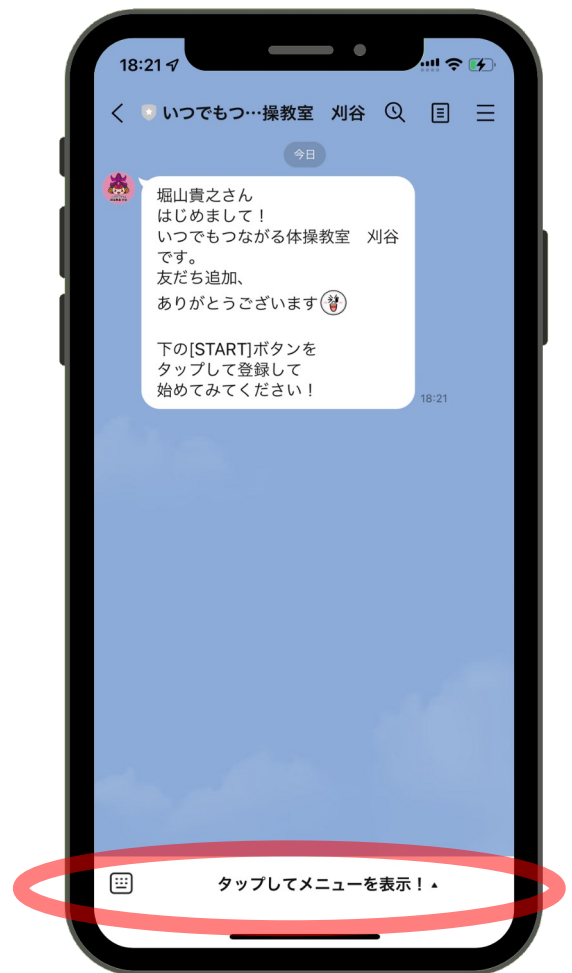 18:21
いつでもつ…操教室　刈谷
今日
堀山貴之さん
はじめまして！
いつでもつながる体操教室　刈谷
です。
友だち追加、
ありがとうございます
下の[START]ボタンを
タップして登録して
始めてみてください！
18:21
タップしてメニューを表示！▲